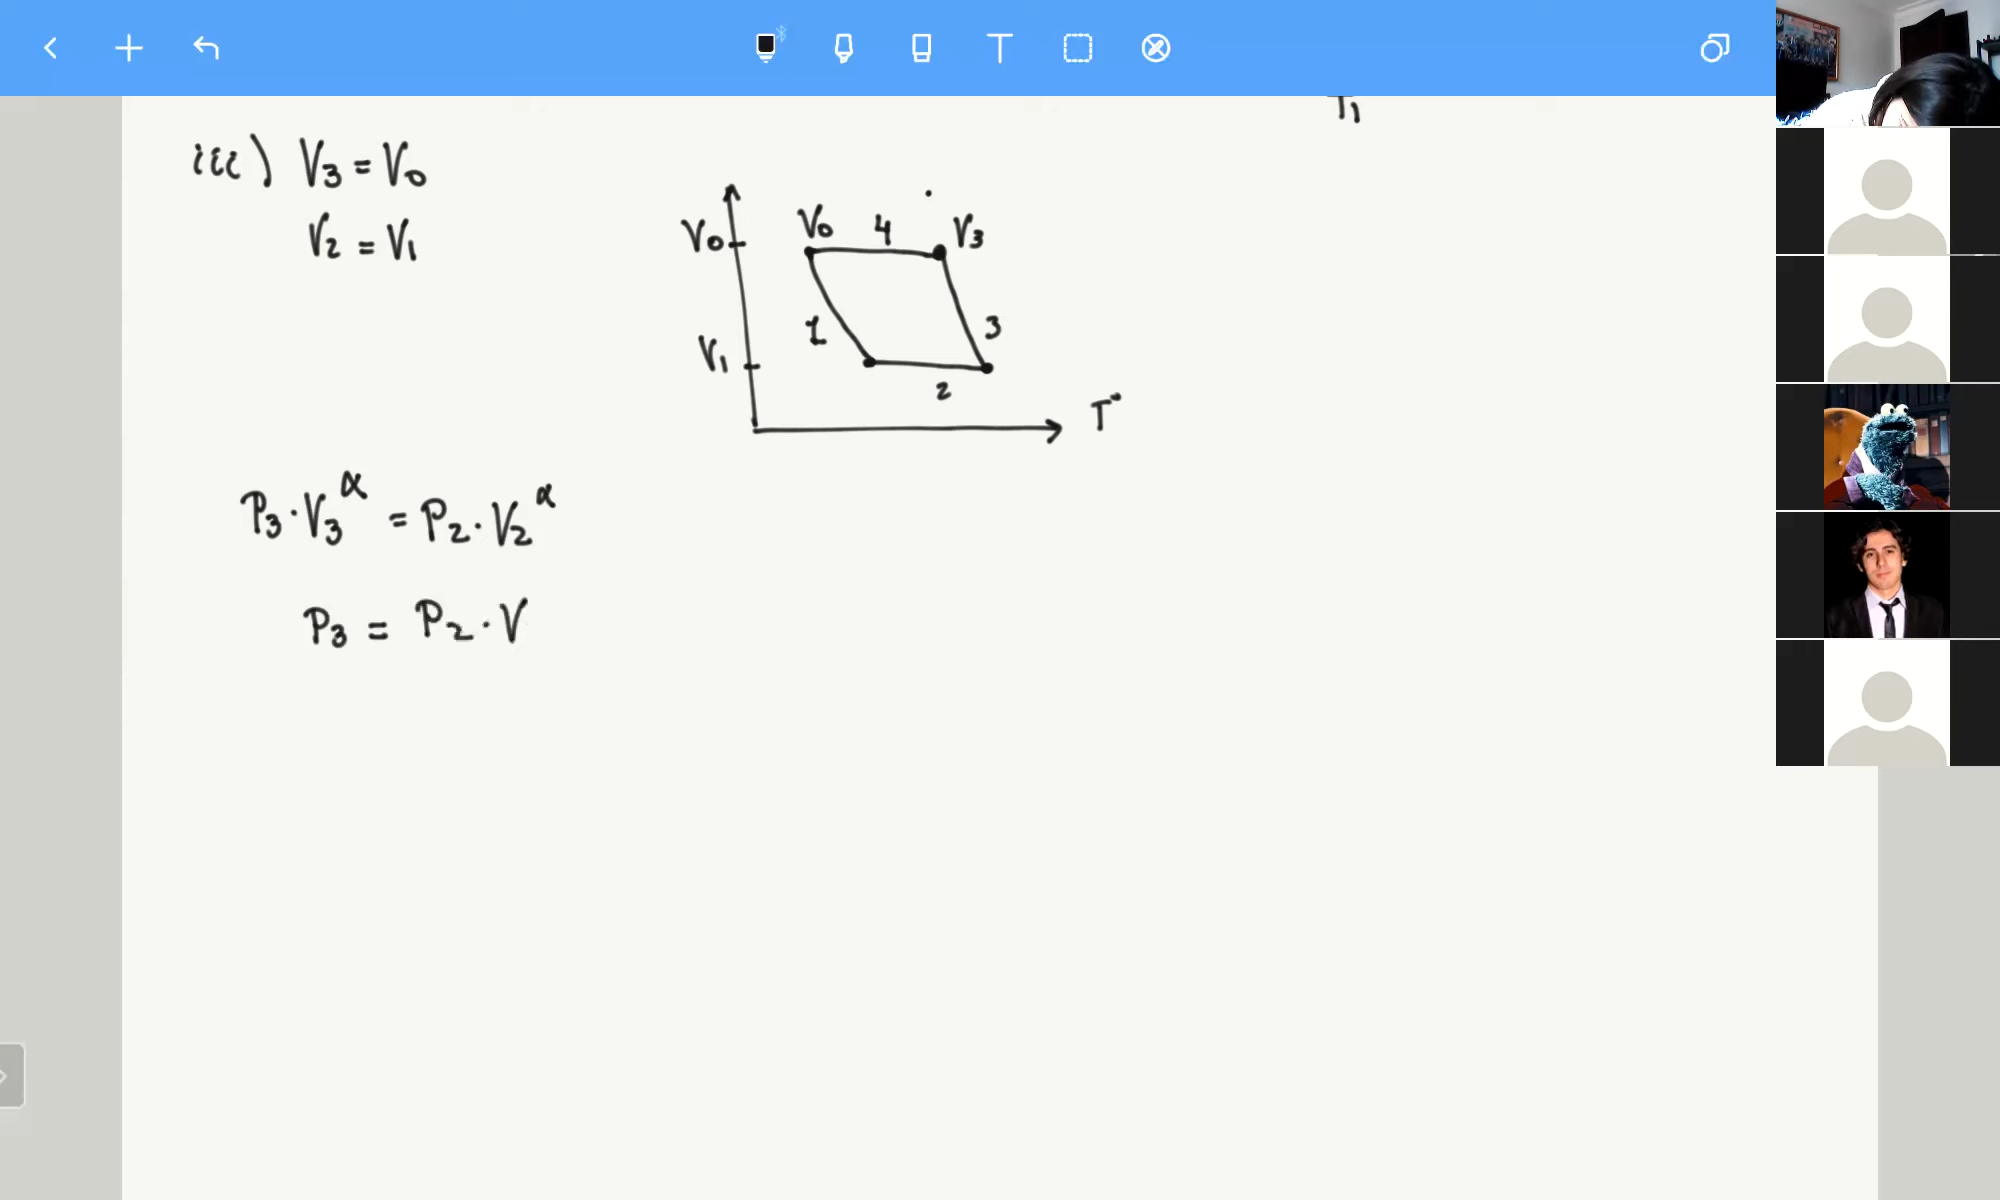 T₁
iii) V₃ = V₀
V₂ = V₁
V₀
V₀ 4 V₃
1
3
V₁
2
T°
P₃ · V₃^α = P₂ · V₂^α
P₃ = P₂ · V